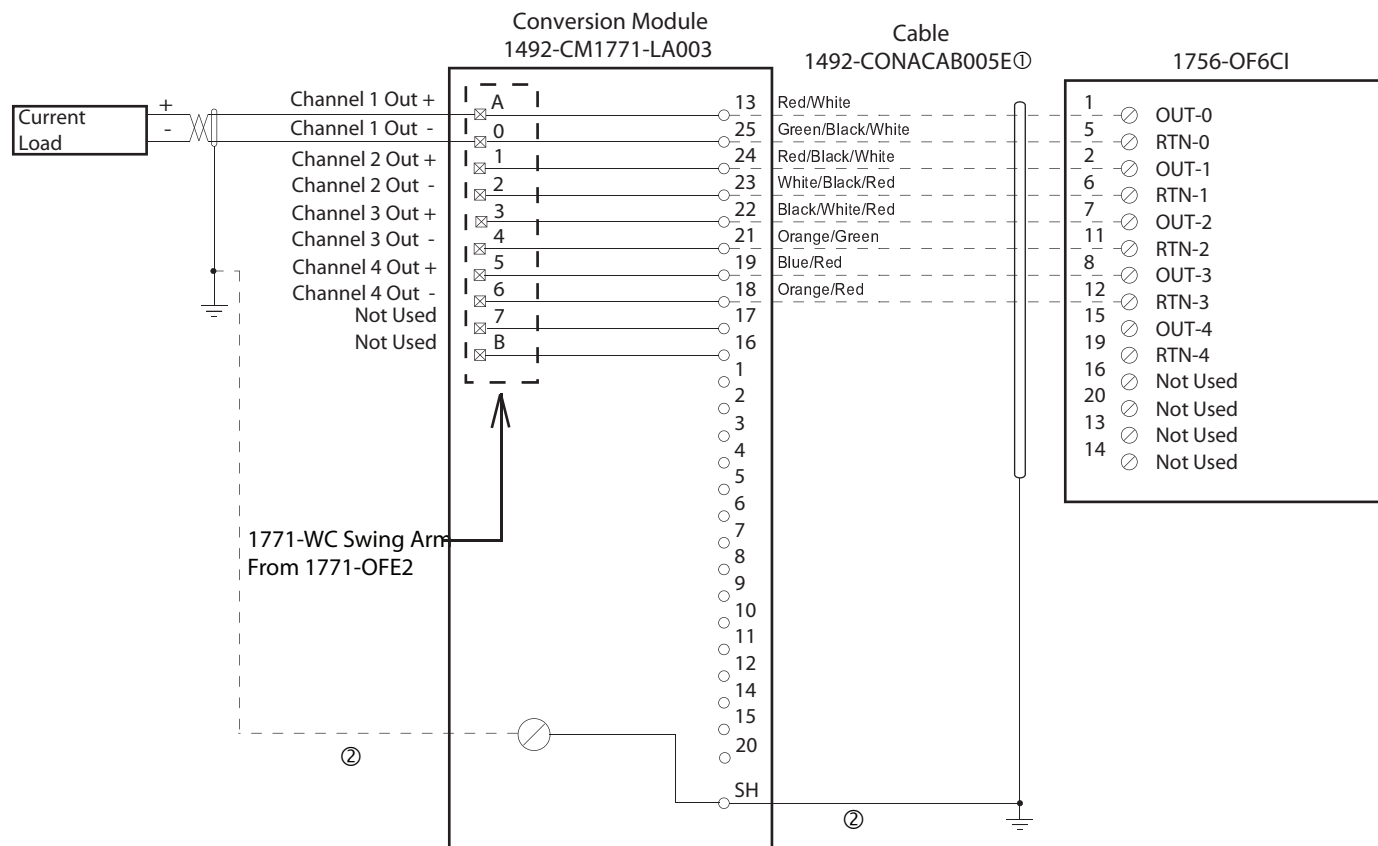 Conversion Module
1492-CM1771-LA003
Cable
1492-CONACAB005E①
1756-OF6CI
Current
Load
+
-
Channel 1 Out +
Channel 1 Out -
Channel 2 Out +
Channel 2 Out -
Channel 3 Out +
Channel 3 Out -
Channel 4 Out +
Channel 4 Out -
Not Used
Not Used
A
0
1
2
3
4
5
6
7
B
1771-WC Swing Arm
From 1771-OFE2
②
13
25
24
23
22
21
19
18
17
16
1
2
3
4
5
6
7
8
9
10
11
12
14
15
20
SH
②
Red/White
Green/Black/White
Red/Black/White
White/Black/Red
Black/White/Red
Orange/Green
Blue/Red
Orange/Red
1 OUT-0
5 RTN-0
2 OUT-1
6 RTN-1
7 OUT-2
11 RTN-2
8 OUT-3
12 RTN-3
15 OUT-4
19 RTN-4
16 Not Used
20 Not Used
13 Not Used
14 Not Used